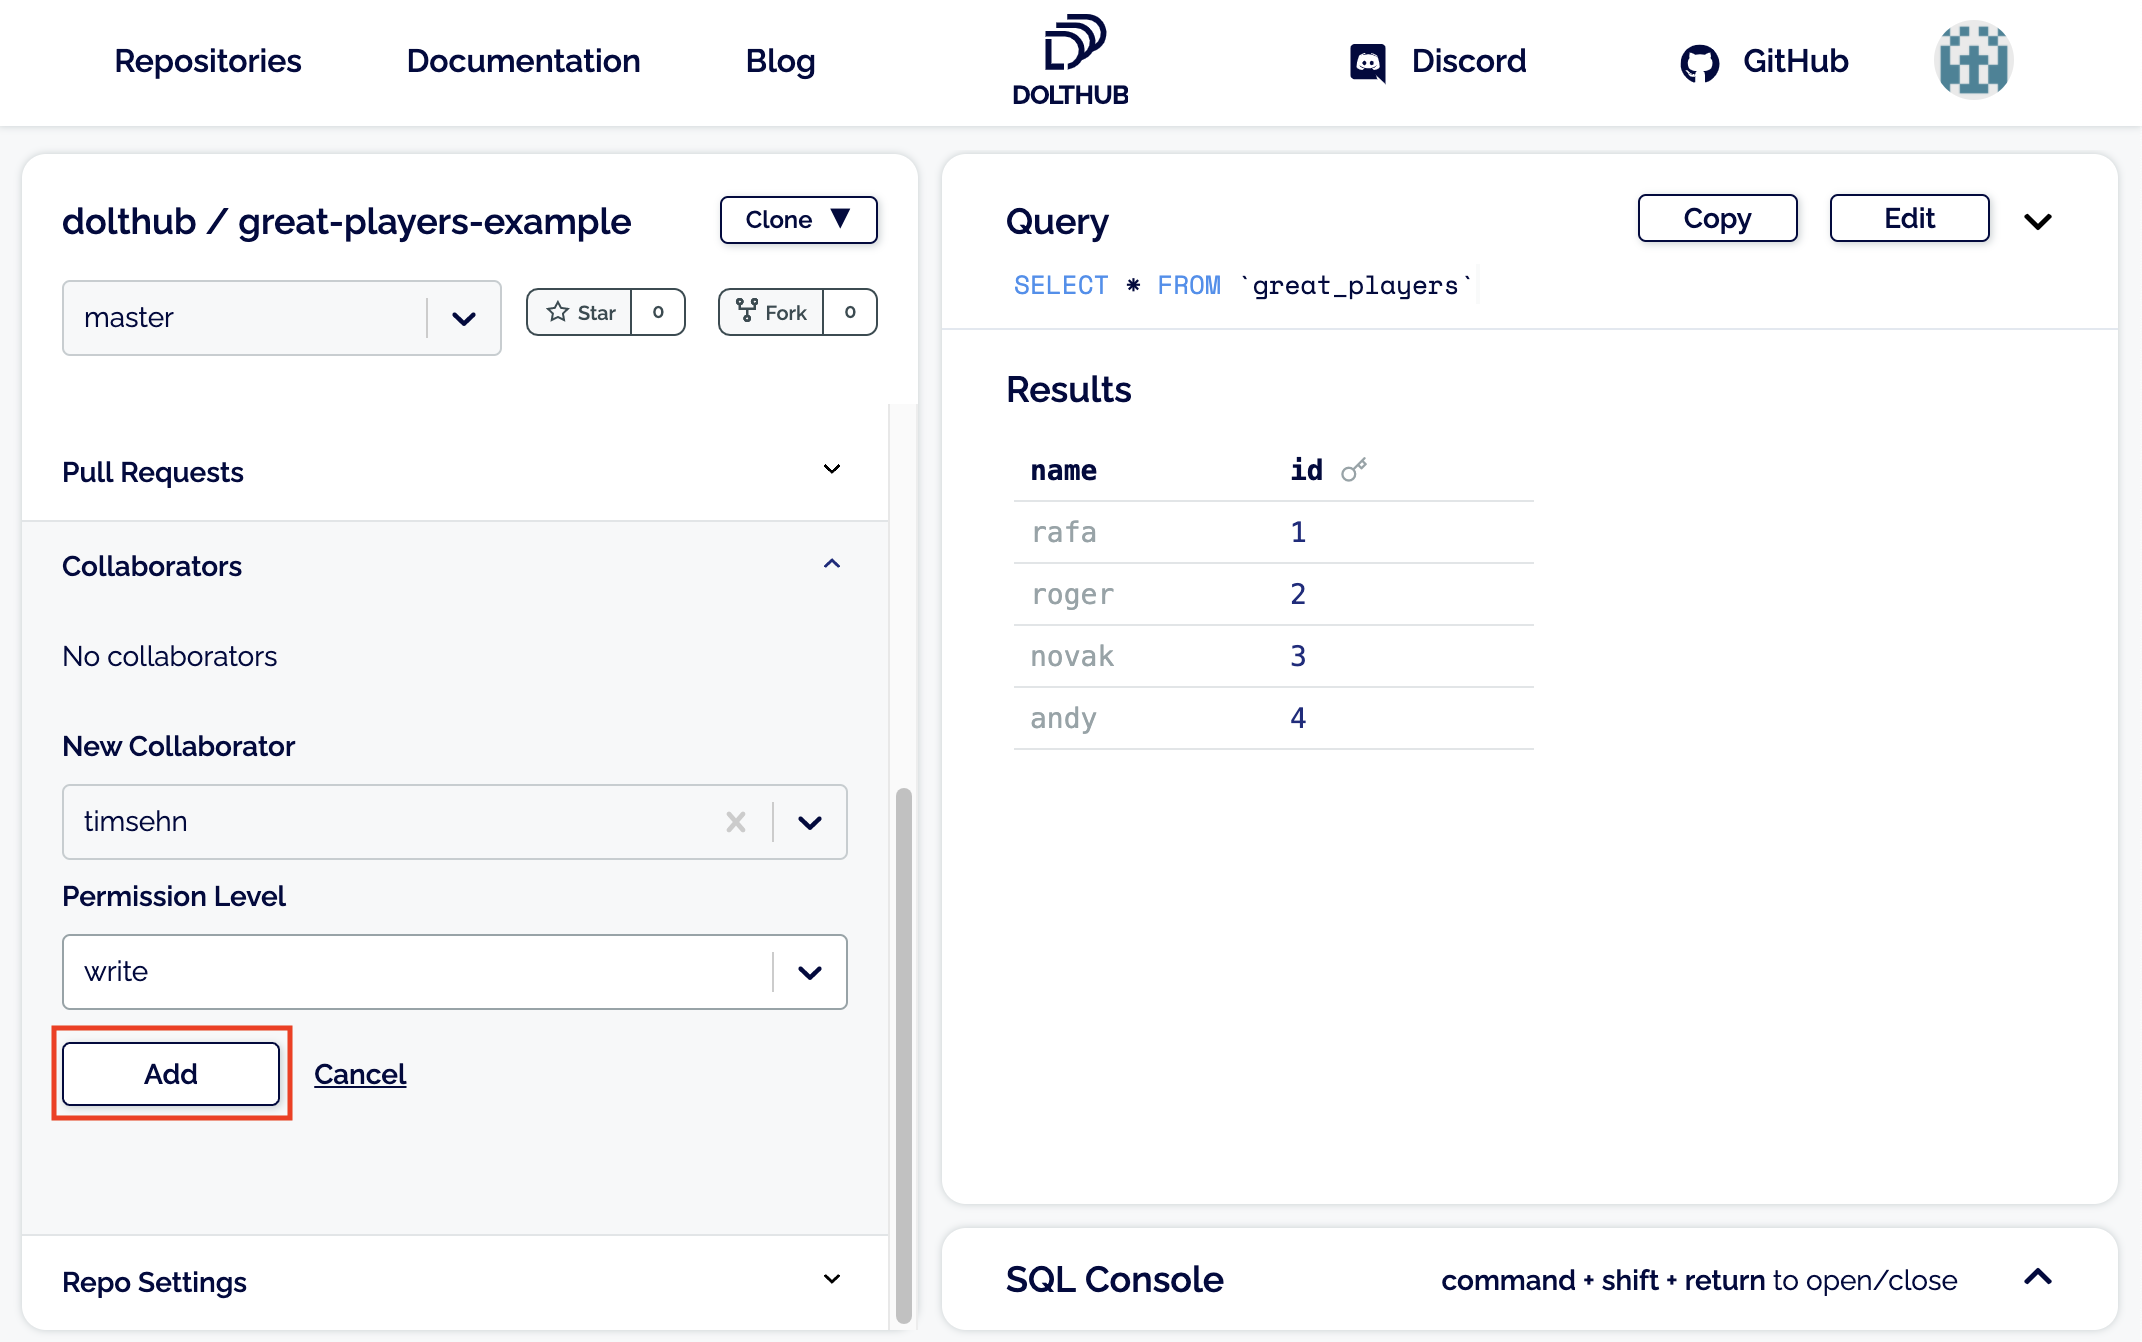 Repositories
Documentation
Blog
DOLTHUB
Discord
GitHub
dolthub / great-players-example
Clone ▼
master
Star 0
Fork 0
Pull Requests
Collaborators
No collaborators
New Collaborator
timsehn
Permission Level
write
Add
Cancel
Repo Settings
Query
Copy
Edit
SELECT * FROM `great_players`
Results
name id
rafa 1
roger 2
novak 3
andy 4
SQL Console
command + shift + return to open/close